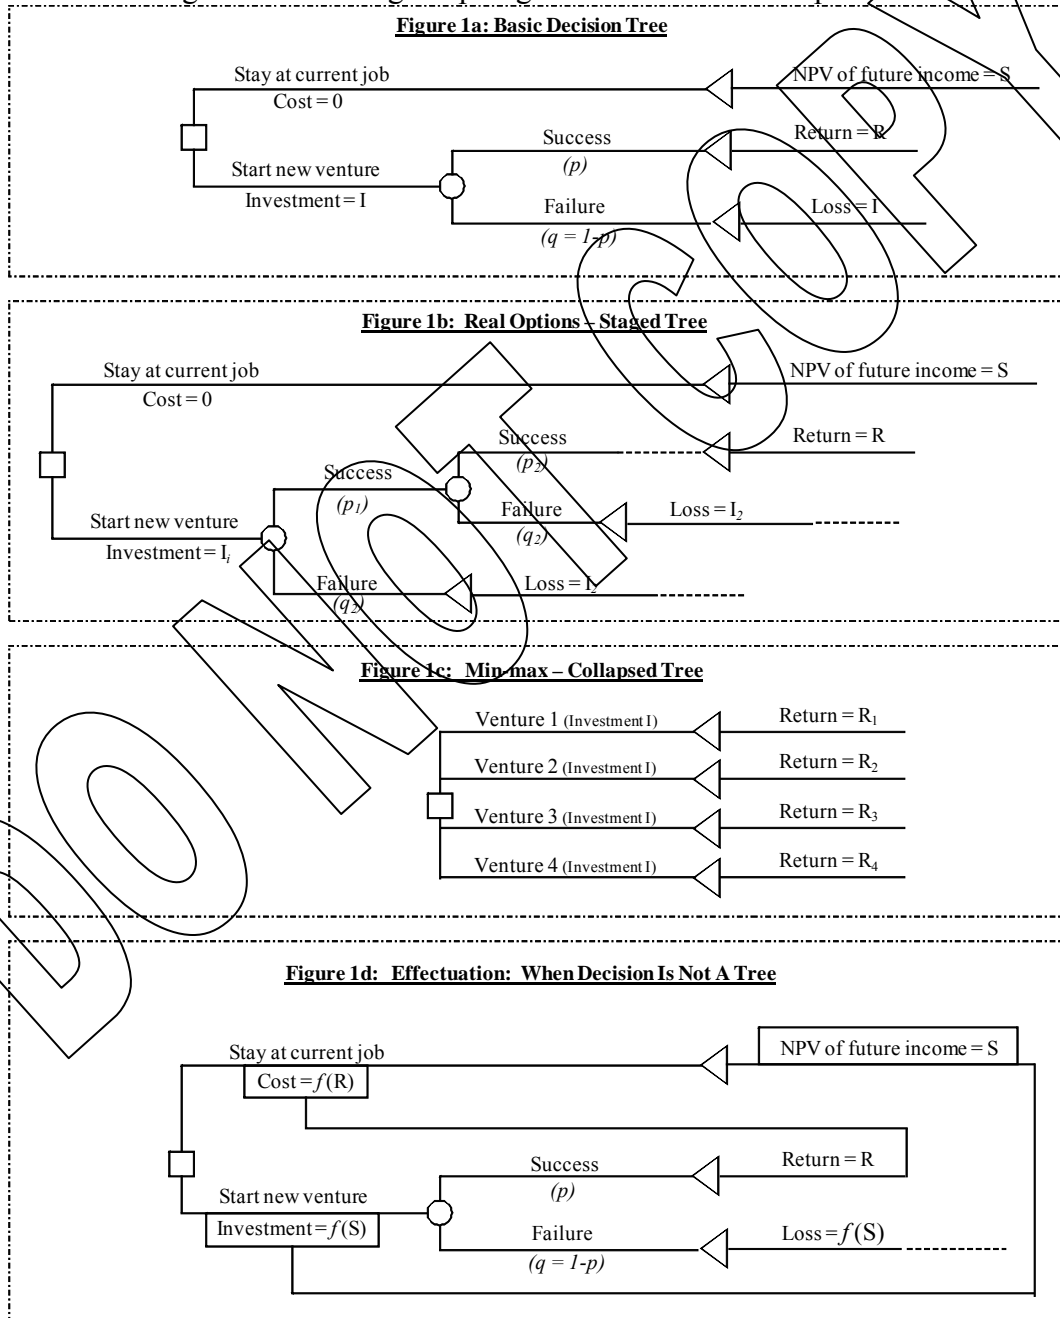 Figure 1a: Basic Decision Tree
Stay at current job
Cost = 0
NPV of future income = S
Start new venture
Investment = I
Success
(p)
Return = R
Failure
(q = 1-p)
Loss = I
Figure 1b: Real Options – Staged Tree
Stay at current job
Cost = 0
NPV of future income = S
Start new venture
Investment = Ii
Success
(p1)
Success
(p2)
Return = R
Failure
(q2)
Loss = I2
Failure
(q2)
Loss = I2
Figure 1c: Min-max – Collapsed Tree
Venture 1 (Investment I)
Return = R1
Venture 2 (Investment I)
Return = R2
Venture 3 (Investment I)
Return = R3
Venture 4 (Investment I)
Return = R4
Figure 1d: Effectuation: When Decision Is Not A Tree
Stay at current job
Cost = f(R)
NPV of future income = S
Start new venture
Investment = f(S)
Success
(p)
Return = R
Failure
(q = 1-p)
Loss = f(S)
DO NOT COPY